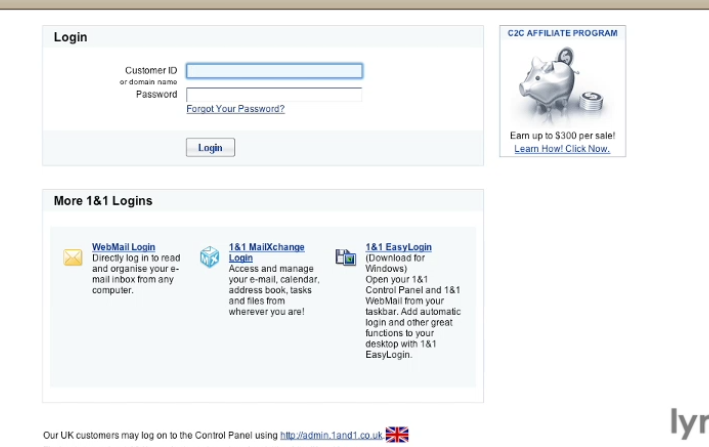 Login
Customer ID
or domain name
Password
Forgot Your Password?
Login
C2C AFFILIATE PROGRAM
Earn up to $300 per sale!
Learn How! Click Now.
More 1&1 Logins
WebMail Login
Directly log in to read
and organise your e-
mail inbox from any
computer.
1&1 MailXchange
Login
Access and manage
your e-mail, calendar,
address book, tasks
and files from
wherever you are!
1&1 EasyLogin
(Download for
Windows)
Open your 1&1
Control Panel and 1&1
WebMail from your
taskbar. Add automatic
login and other great
functions to your
desktop with 1&1
EasyLogin.
Our UK customers may log on to the Control Panel using http://admin.1and1.co.uk